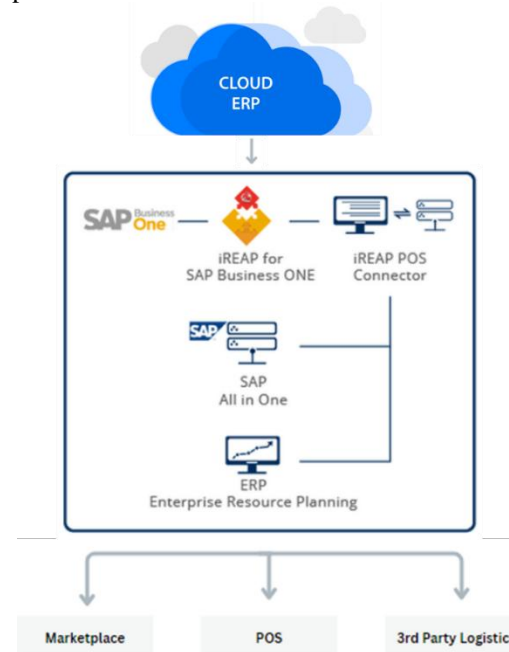 CLOUD
ERP
SAP Business One
iREAP for
SAP Business ONE
iREAP POS
Connector
SAP
SAP
All in One
ERP
Enterprise Resource Planning
Marketplace
POS
3rd Party Logistic